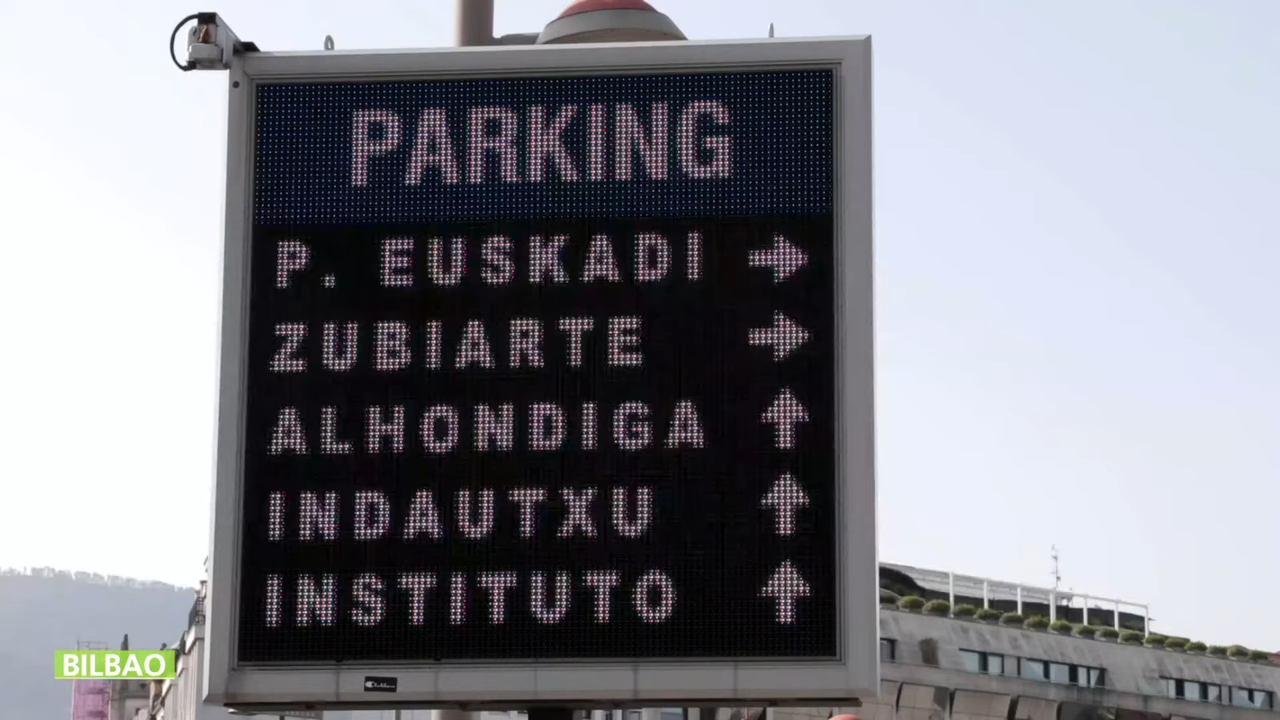 PARKING
P. EUSKADI →
ZUBIARTE →
ALHONDIGA ↑
INDAUTXU ↑
INSTITUTO ↑
BILBAO